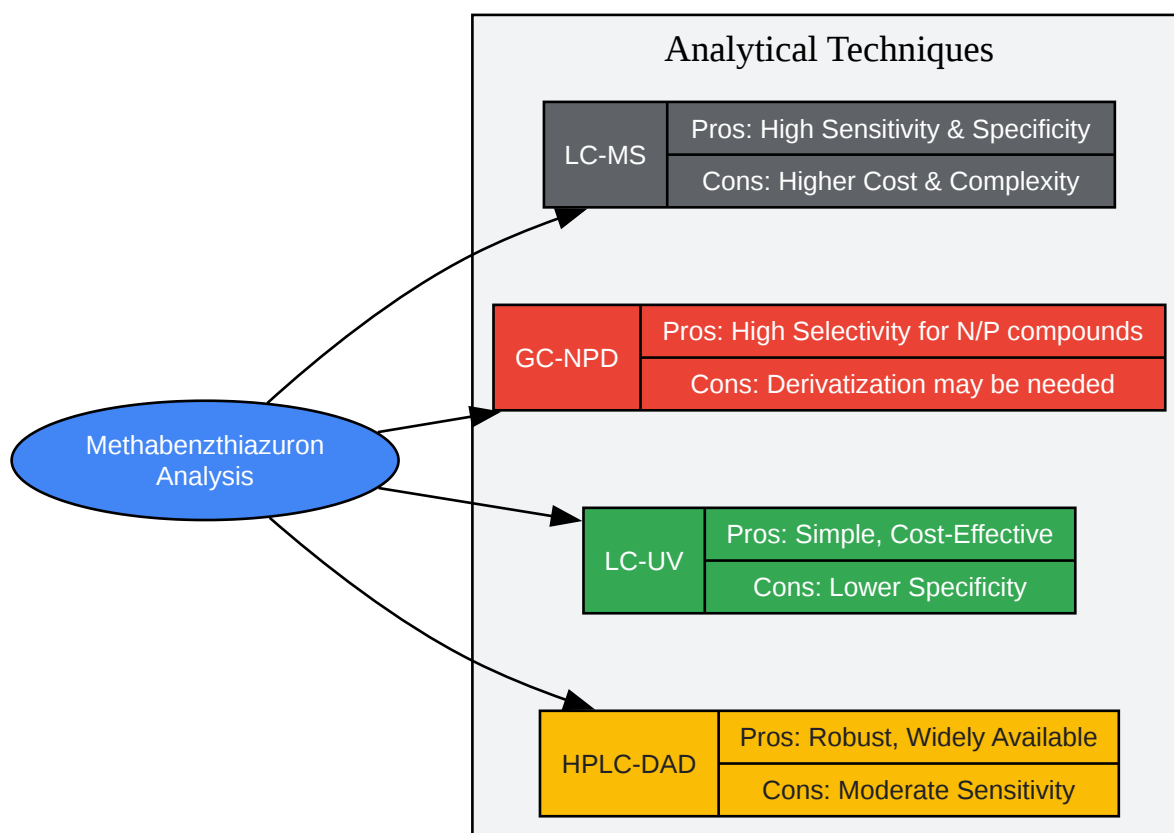 Analytical Techniques
LC-MS
Pros: High Sensitivity & Specificity
Cons: Higher Cost & Complexity
GC-NPD
Pros: High Selectivity for N/P compounds
Cons: Derivatization may be needed
Methabenzthiazuron
Analysis
LC-UV
Pros: Simple, Cost-Effective
Cons: Lower Specificity
HPLC-DAD
Pros: Robust, Widely Available
Cons: Moderate Sensitivity